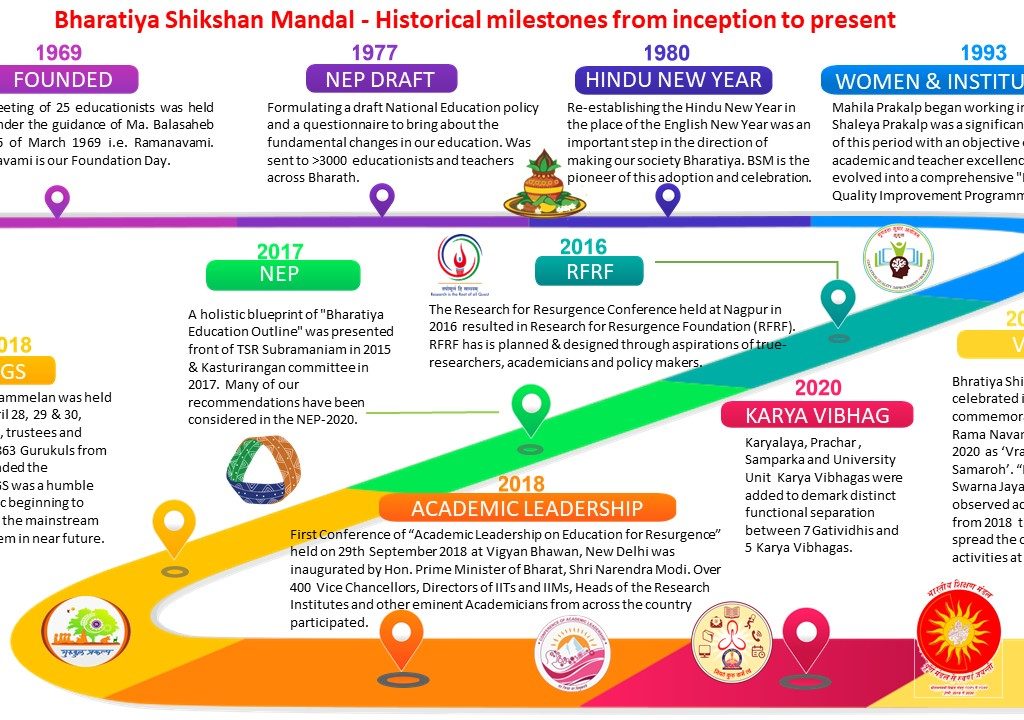 Bharatiya Shikshan Mandal - Historical milestones from inception to present
1969
FOUNDED
eeting of 25 educationists was held
nder the guidance of Ma. Balasaheb
of March 1969 i.e. Ramanavami.
avami is our Foundation Day.
1977
NEP DRAFT
Formulating a draft National Education policy
and a questionnaire to bring about the
fundamental changes in our education. Was
sent to >3000 educationists and teachers
across Bharath.
1980
HINDU NEW YEAR
Re-establishing the Hindu New Year in
the place of the English New Year was an
important step in the direction of
making our society Bharatiya. BSM is the
pioneer of this adoption and celebration.
1993
WOMEN & INSTITU
Mahila Prakalp began working in
Shaleya Prakalp was a significan
of this period with an objective
academic and teacher excellenc
evolved into a comprehensive "
Quality Improvement Programm
2017
NEP
A holistic blueprint of "Bharatiya
Education Outline" was presented
front of TSR Subramaniam in 2015
& Kasturirangan committee in
2017. Many of our
recommendations have been
considered in the NEP-2020.
Research is the Root of all Quest
2016
RFRF
The Research for Resurgence Conference held at Nagpur in
2016 resulted in Research for Resurgence Foundation (RFRF).
RFRF has is planned & designed through aspirations of true-
researchers, academicians and policy makers.
018
GS
ammelan was held
ril 28, 29 & 30,
, trustees and
363 Gurukuls from
nded the
GS was a humble
c beginning to
the mainstream
em in near future.
2018
ACADEMIC LEADERSHIP
First Conference of “Academic Leadership on Education for Resurgence”
held on 29th September 2018 at Vigyan Bhawan, New Delhi was
inaugurated by Hon. Prime Minister of Bharat, Shri Narendra Modi. Over
400 Vice Chancellors, Directors of IITs and IIMs, Heads of the Research
Institutes and other eminent Academicians from across the country
participated.
2020
KARYA VIBHAG
Karyalaya, Prachar ,
Samparka and University
Unit Karya Vibhagas were
added to demark distinct
functional separation
between 7 Gatividhis and
5 Karya Vibhagas.
20
V
Bhratiya Shi
celebrated i
commemora
Rama Navar
2020 as ‘Vra
Samaroh’. “
Swarna Jaya
observed ac
from 2018 t
spread the c
activities at
गुरुकुल प्रकल्प
भारतीय शिक्षण मंडल